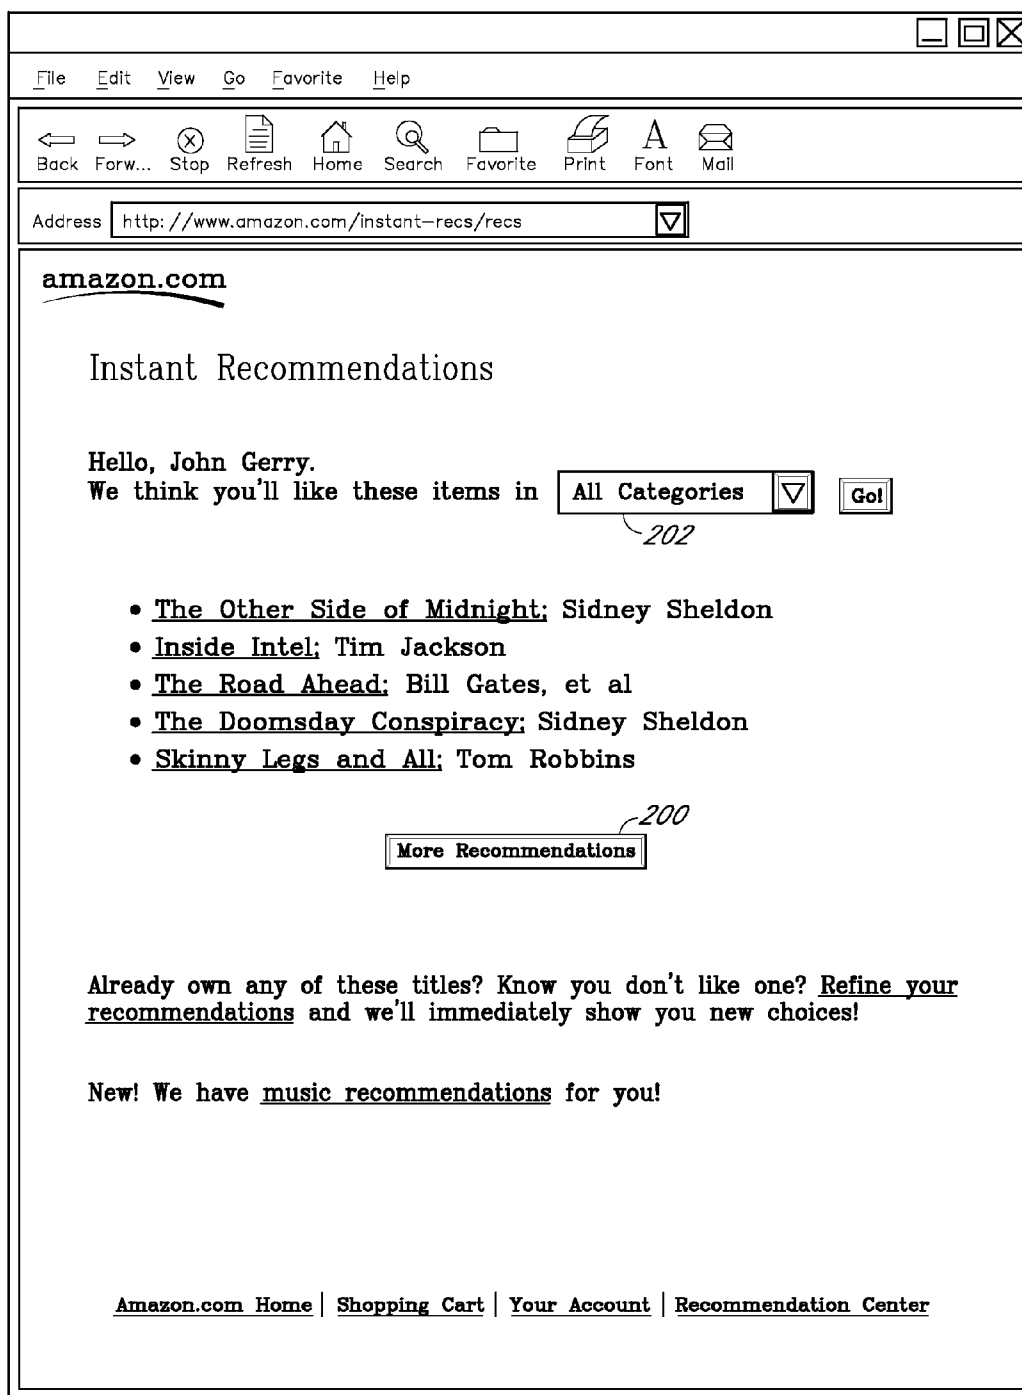 File Edit View Go Favorite Help
Back Forw... Stop Refresh Home Search Favorite Print Font Mail
Address http://www.amazon.com/instant-recs/recs
amazon.com
Instant Recommendations
Hello, John Gerry.
We think you'll like these items in All Categories Go!
202
• The Other Side of Midnight; Sidney Sheldon
• Inside Intel; Tim Jackson
• The Road Ahead; Bill Gates, et al
• The Doomsday Conspiracy; Sidney Sheldon
• Skinny Legs and All; Tom Robbins
200
More Recommendations
Already own any of these titles? Know you don't like one? Refine your
recommendations and we'll immediately show you new choices!
New! We have music recommendations for you!
Amazon.com Home | Shopping Cart | Your Account | Recommendation Center